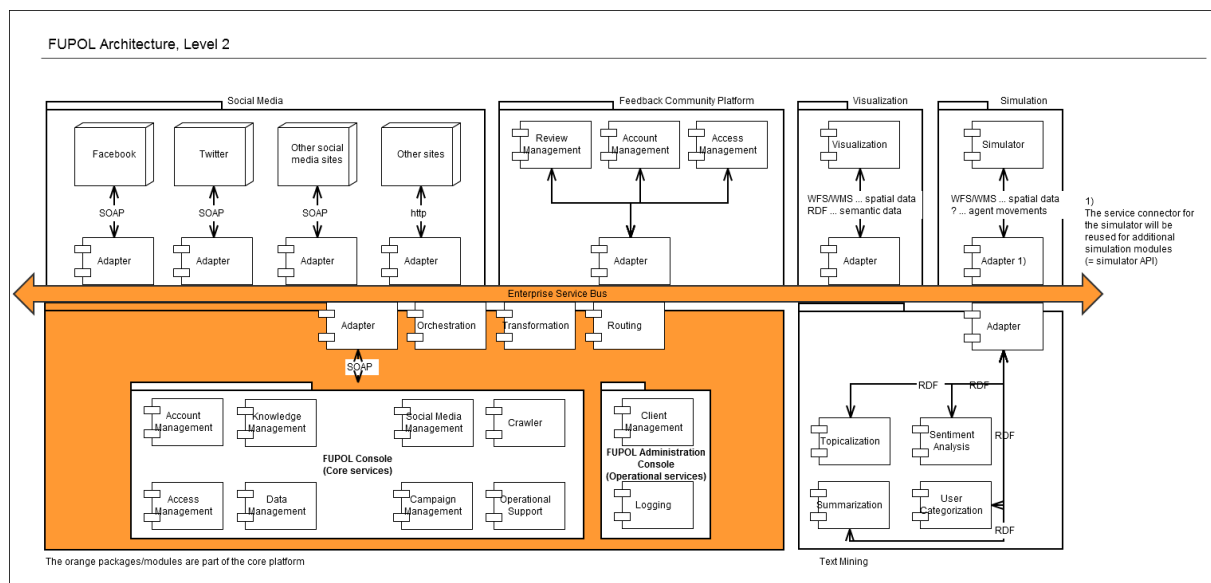 FUPOL Architecture, Level 2
Social Media
Feedback Community Platform
Visualization
Simulation
Facebook
Twitter
Other social
media sites
Other sites
Review
Management
Account
Management
Access
Management
Visualization
Simulator
SOAP
SOAP
SOAP
http
WFS/WMS ... spatial data
RDF ... semantic data
WFS/WMS ... spatial data
? ... agent movements
1)
The service connector for
the simulator will be
reused for additional
simulation modules
(= simulator API)
Adapter
Adapter
Adapter
Adapter
Adapter
Adapter
Adapter 1)
Enterprise Service Bus
Adapter
Orchestration
Transformation
Routing
Adapter
SOAP
RDF
RDF
Account
Management
Knowledge
Management
Social Media
Management
Crawler
FUPOL Console
(Core services)
Access
Management
Data
Management
Campaign
Management
Operational
Support
Client
Management
FUPOL Administration
Console
(Operational services)
Logging
Topicalization
Sentiment
Analysis
RDF
Summarization
User
Categorization
RDF
The orange packages/modules are part of the core platform
Text Mining